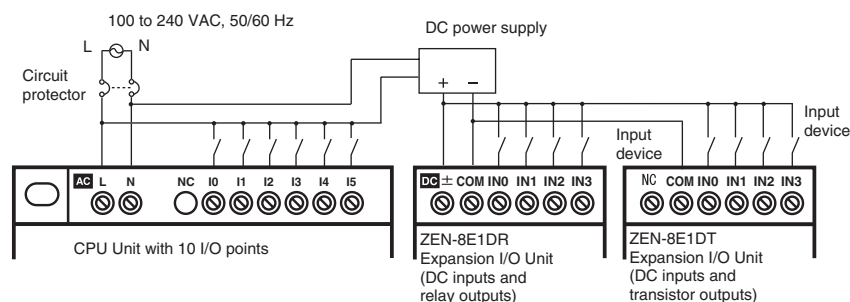 100 to 240 VAC, 50/60 Hz
L N
DC power supply
Circuit
protector
+ −
Input
device
Input
device
AC L N NC I0 I1 I2 I3 I4 I5
DC ± COM IN0 IN1 IN2 IN3
NC COM IN0 IN1 IN2 IN3
CPU Unit with 10 I/O points
ZEN-8E1DR
Expansion I/O Unit
(DC inputs and
relay outputs)
ZEN-8E1DT
Expansion I/O Unit
(DC inputs and
transistor outputs)